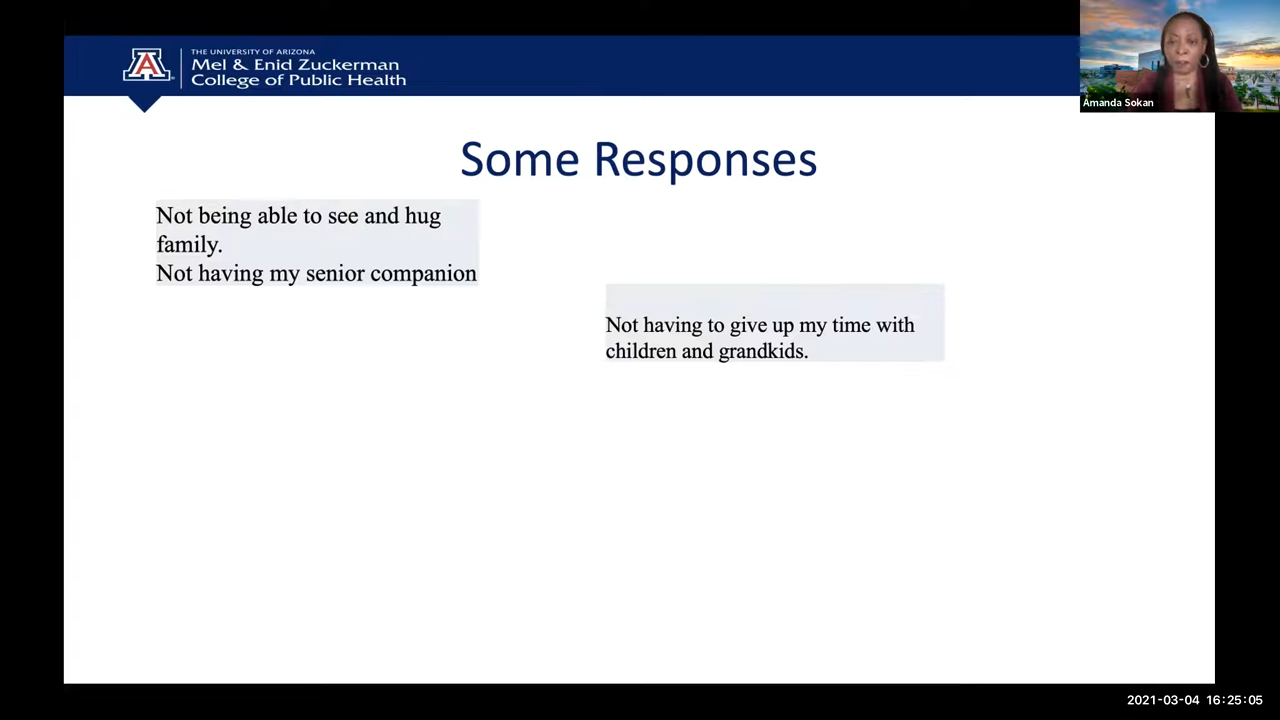 THE UNIVERSITY OF ARIZONA
Mel & Enid Zuckerman
College of Public Health
Amanda Sokan
Some Responses
Not being able to see and hug
family.
Not having my senior companion
Not having to give up my time with
children and grandkids.
2021-03-04 16:25:05